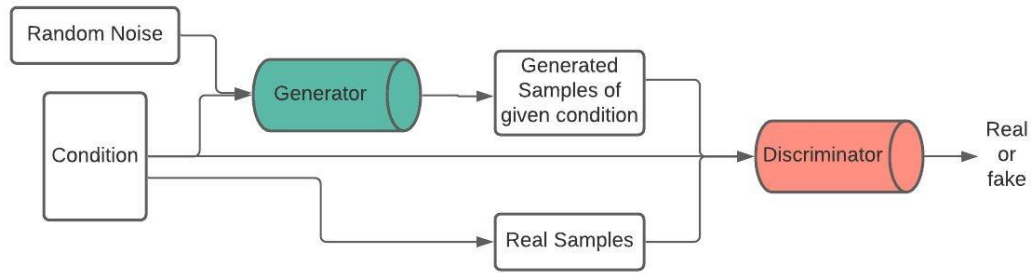 Random Noise
Generator
Generated
Samples of
given condition
Condition
Discriminator
Real
or
fake
Real Samples